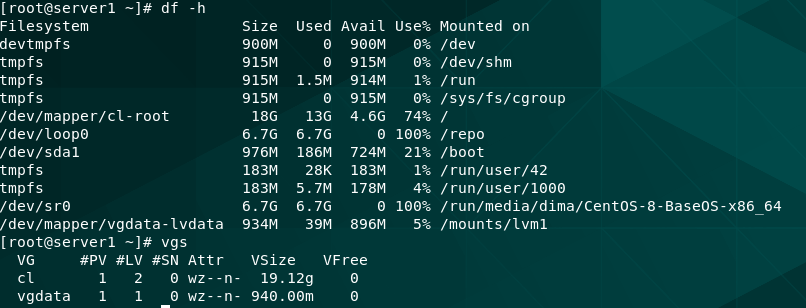 [root@server1 ~]# df -h
Filesystem                 Size  Used Avail Use% Mounted on
devtmpfs                   900M     0  900M   0% /dev
tmpfs                      915M     0  915M   0% /dev/shm
tmpfs                      915M  1.5M  914M   1% /run
tmpfs                      915M     0  915M   0% /sys/fs/cgroup
/dev/mapper/cl-root         18G   13G  4.6G  74% /
/dev/loop0                 6.7G  6.7G     0 100% /repo
/dev/sda1                  976M  186M  724M  21% /boot
tmpfs                      183M   28K  183M   1% /run/user/42
tmpfs                      183M  5.7M  178M   4% /run/user/1000
/dev/sr0                   6.7G  6.7G     0 100% /run/media/dima/CentOS-8-BaseOS-x86_64
/dev/mapper/vgdata-lvdata  934M   39M  896M   5% /mounts/lvm1
[root@server1 ~]# vgs
  VG     #PV #LV #SN Attr   VSize   VFree
  cl       1   2   0 wz--n-  19.12g    0
  vgdata   1   1   0 wz--n- 940.00m    0